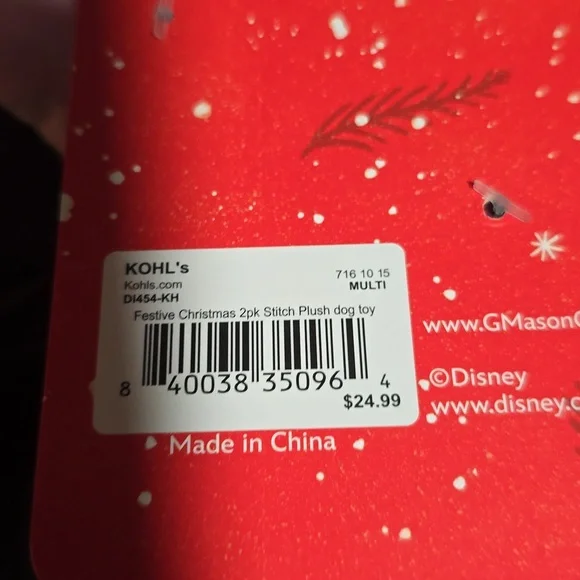 KOHL's
Kohls.com
DI454-KH
716 10 15
MULTI
Festive Christmas 2pk Stitch Plush dog toy
8 40038 35096 4
$24.99
Made in China
www.GMason
©Disney
www.disney.c